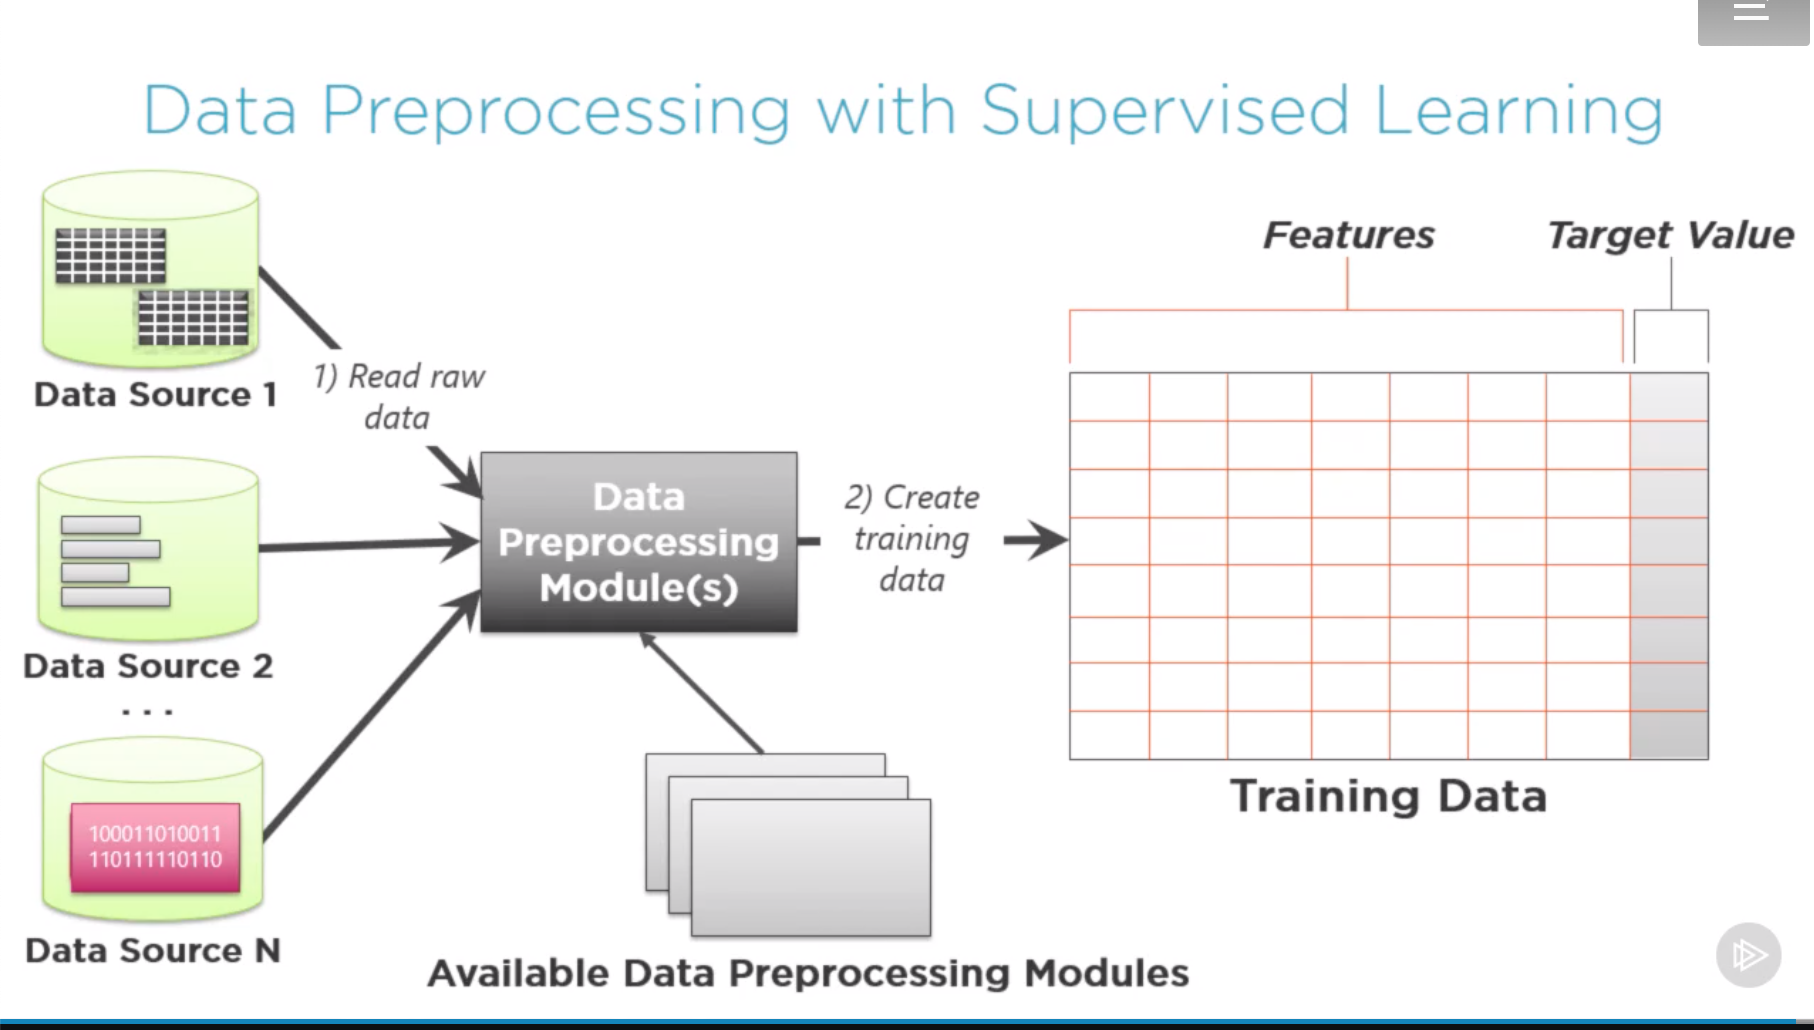 Data Preprocessing with Supervised Learning
Features
Target Value
Data Source 1
1) Read raw
data
Data
Preprocessing
Module(s)
2) Create
training
data
Data Source 2
...
100011010011
110111110110
Data Source N
Training Data
Available Data Preprocessing Modules